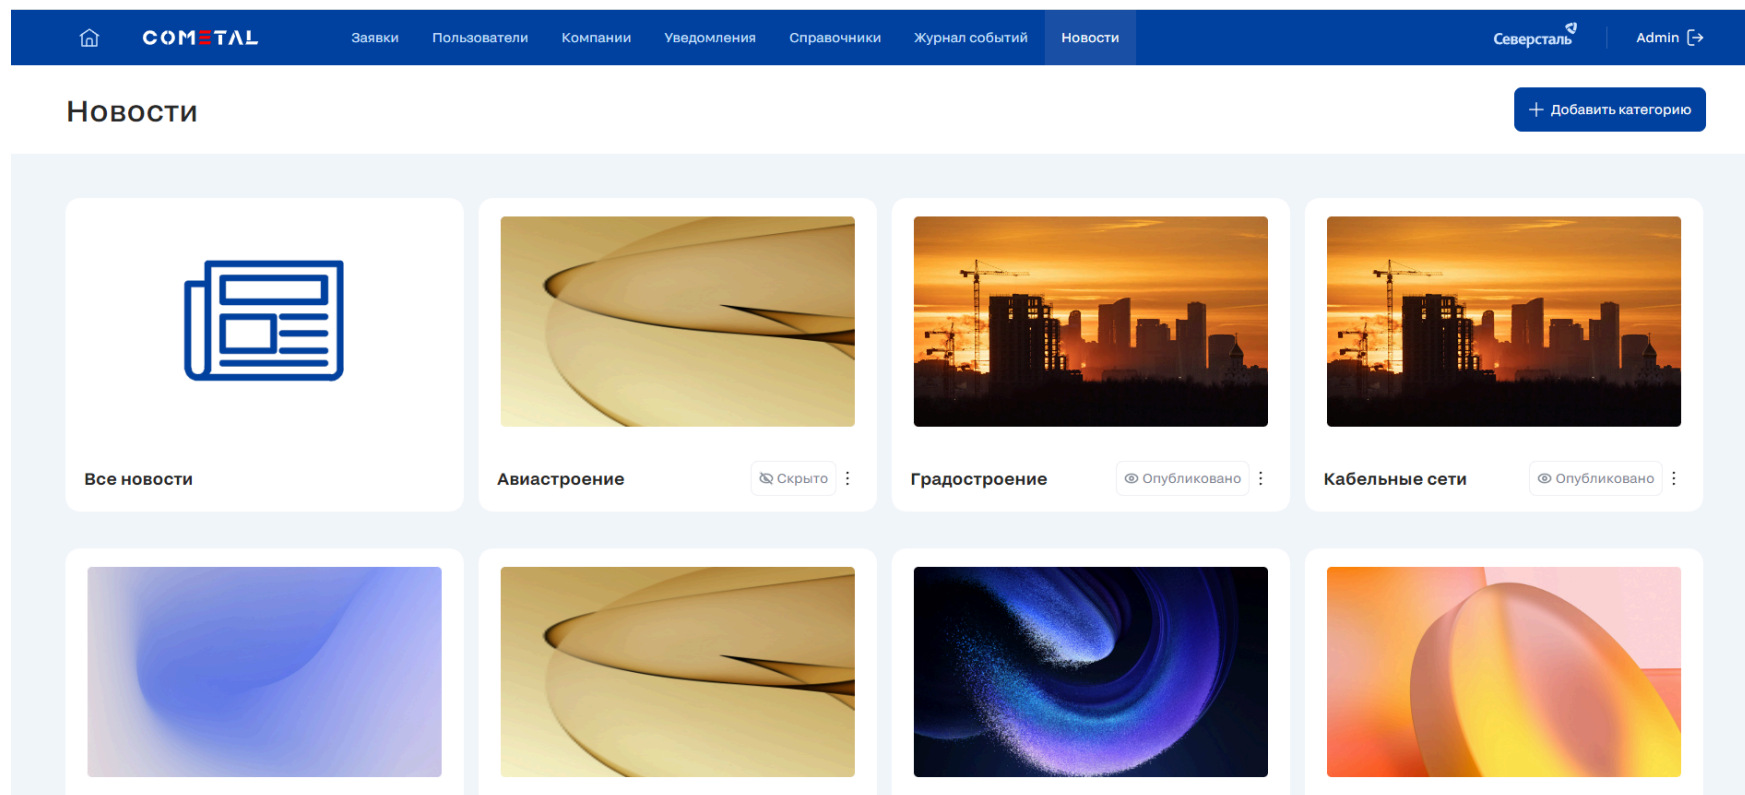 COMETAL Заявки Пользователи Компании Уведомления Справочники Журнал событий Новости Северсталь Admin
Новости
Добавить категорию
Все новости
Авиастроение Скрыто
Градостроение Опубликовано
Кабельные сети Опубликовано